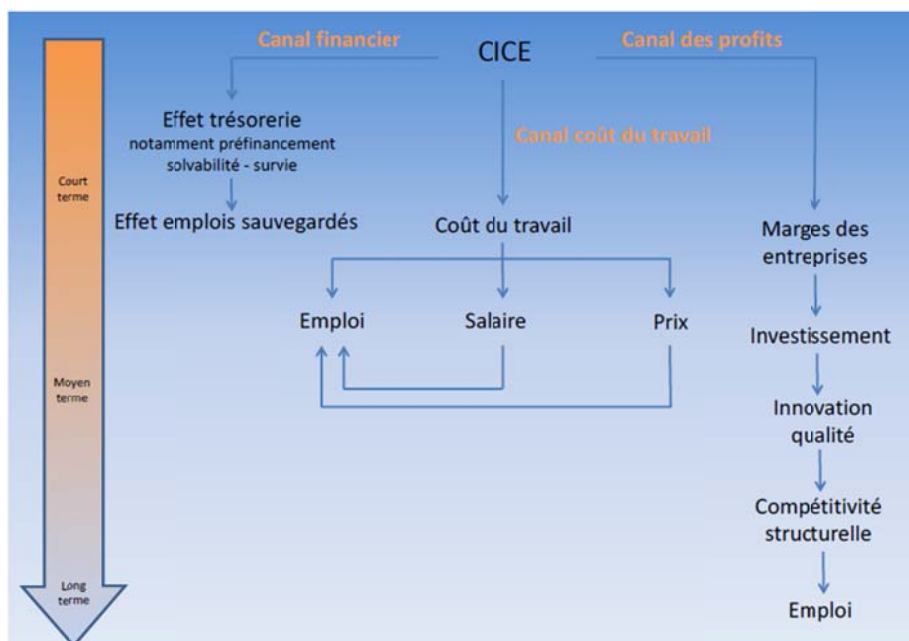 Canal financier
CICE
Canal des profits
Effet trésorerie
notamment préfinancement
solvabilité - survie
Canal coût du travail
Court
terme
Effet emplois sauvegardés
Coût du travail
Marges des
entreprises
Emploi
Salaire
Prix
Investissement
Moyen
terme
Innovation
qualité
Compétitivité
structurelle
Long
terme
Emploi